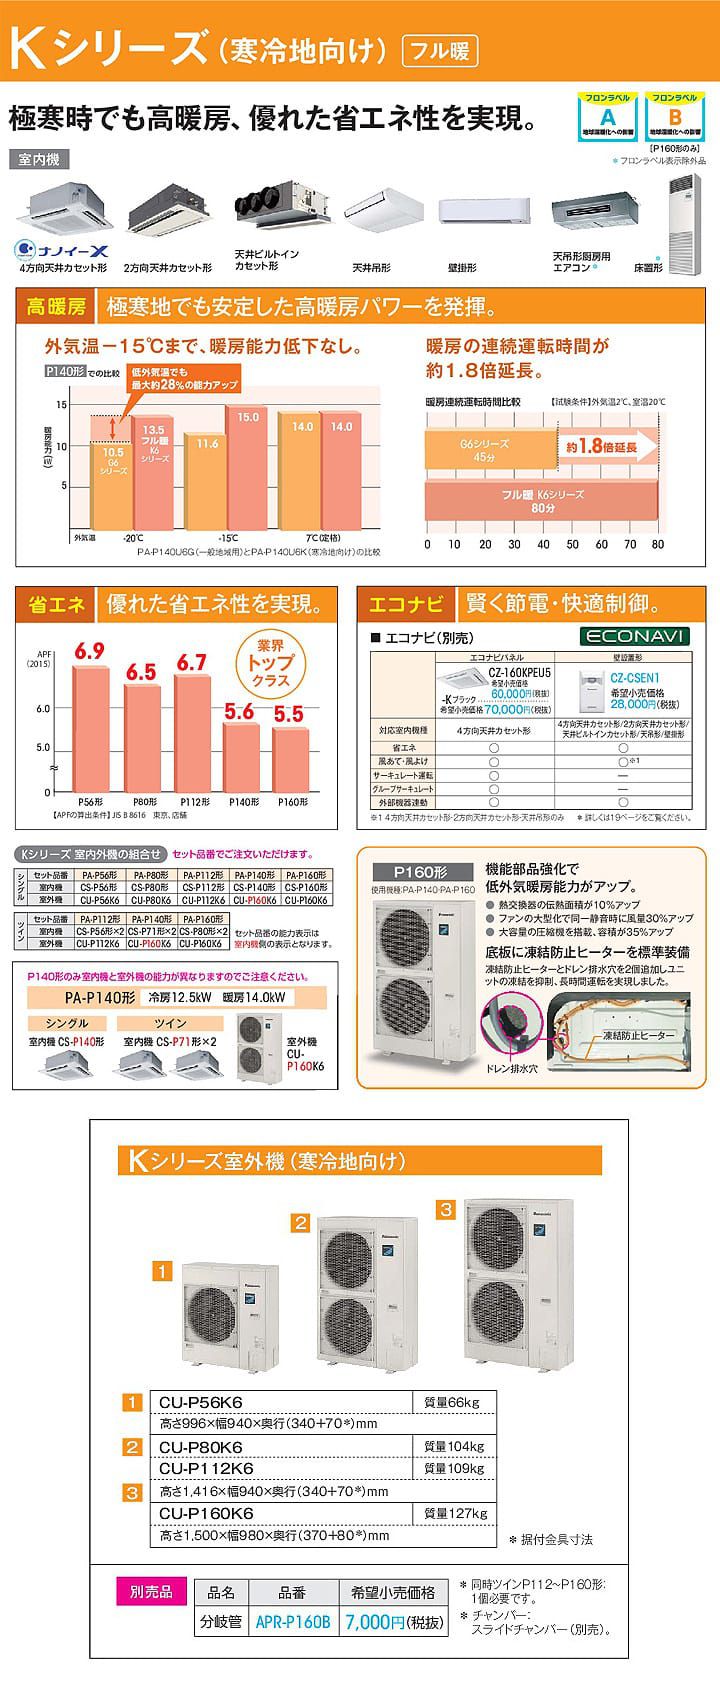 Kシリーズ（寒冷地向け） フル暖
極寒時でも高暖房、優れた省エネ性を実現。
フロンラベル A 地球温暖化への影響
フロンラベル B 地球温暖化への影響
[P160形のみ]
＊フロンラベル表示除外品
室内機
ナノイーX
4方向天井カセット形
2方向天井カセット形
天井ビルトイン
カセット形
天井吊形
壁掛形
天吊形厨房用
エアコン＊
＊
床置形
高暖房 極寒地でも安定した高暖房パワーを発揮。
外気温－15℃まで、暖房能力低下なし。
P140形での比較
低外気温でも
最大約28%の能力アップ
暖房能力(kW)
15
10
5
10.5
G6
シリーズ
13.5
フル暖
K6
シリーズ
11.6
15.0
14.0
14.0
外気温 -20℃ -15℃ 7℃(定格)
PA-P140U6G(一般地域用)とPA-P140U6K(寒冷地向け)の比較
暖房の連続運転時間が
約1.8倍延長。
暖房連続運転時間比較 【試験条件】外気温2℃、室温20℃
G6シリーズ
45分
約1.8倍延長
フル暖 K6シリーズ
80分
0 10 20 30 40 50 60 70 80
省エネ 優れた省エネ性を実現。
APF
(2015)
6.9
6.5
6.7
5.6
5.5
業界
トップ
クラス
6.0
5.0
0
P56形 P80形 P112形 P140形 P160形
【APFの算出条件】JIS B 8616 東京、店舗
エコナビ 賢く節電・快適制御。
■ エコナビ(別売) ECONAVI
エコナビパネル 壁設置形
CZ-160KPEU5
希望小売価格
60,000円(税抜)
-Kブラック
希望小売価格70,000円(税抜)
CZ-CSEN1
希望小売価格
28,000円(税抜)
対応室内機種 4方向天井カセット形 4方向天井カセット形/2方向天井カセット形/
天井ビルトインカセット形/天吊形/壁掛形
省エネ ○ ○
風あて・風よけ ○ ○※1
サーキュレート運転 ○ ―
グループサーキュレート ○ ―
外部機器連動 ○ ○
※1 4方向天井カセット形・2方向天井カセット形・天吊形のみ ＊詳しくは19ページをご覧ください。
Kシリーズ 室内外機の組合せ セット品番でご注文いただけます。
シングル
セット品番 PA-P56形 PA-P80形 PA-P112形 PA-P140形 PA-P160形
室内機 CS-P56形 CS-P80形 CS-P112形 CS-P140形 CS-P160形
室外機 CU-P56K6 CU-P80K6 CU-P112K6 CU-P160K6 CU-P160K6
ツイン
セット品番 PA-P112形 PA-P140形 PA-P160形
室内機 CS-P56形×2 CS-P71形×2 CS-P80形×2
室外機 CU-P112K6 CU-P160K6 CU-P160K6
セット品番の能力表示は
室内機側の表示となります。
P140形のみ室内機と室外機の能力が異なりますのでご注意ください。
PA-P140形 冷房12.5kW 暖房14.0kW
シングル ツイン
室内機 CS-P140形 室内機 CS-P71形×2
室外機
CU-
P160K6
P160形
使用機種:PA-P140・PA-P160
機能部品強化で
低外気暖房能力がアップ。
● 熱交換器の伝熱面積が10%アップ
● ファンの大型化で同一静音時に風量30%アップ
● 大容量の圧縮機を搭載、容積が35%アップ
底板に凍結防止ヒーターを標準装備
凍結防止ヒーターとドレン排水穴を2個追加しユニ
ットの凍結を抑制、長時間運転を実現しました。
凍結防止ヒーター
ドレン排水穴
Kシリーズ室外機（寒冷地向け）
1
2
3
Panasonic
1 CU-P56K6 質量66kg
高さ996×幅940×奥行(340+70＊)mm
2 CU-P80K6 質量104kg
CU-P112K6 質量109kg
3 高さ1,416×幅940×奥行(340+70＊)mm
CU-P160K6 質量127kg
高さ1,500×幅980×奥行(370+80＊)mm
＊据付金具寸法
別売品
品名 品番 希望小売価格
分岐管 APR-P160B 7,000円(税抜)
＊同時ツインP112～P160形:
1個必要です。
＊チャンバー:
スライドチャンバー(別売)。